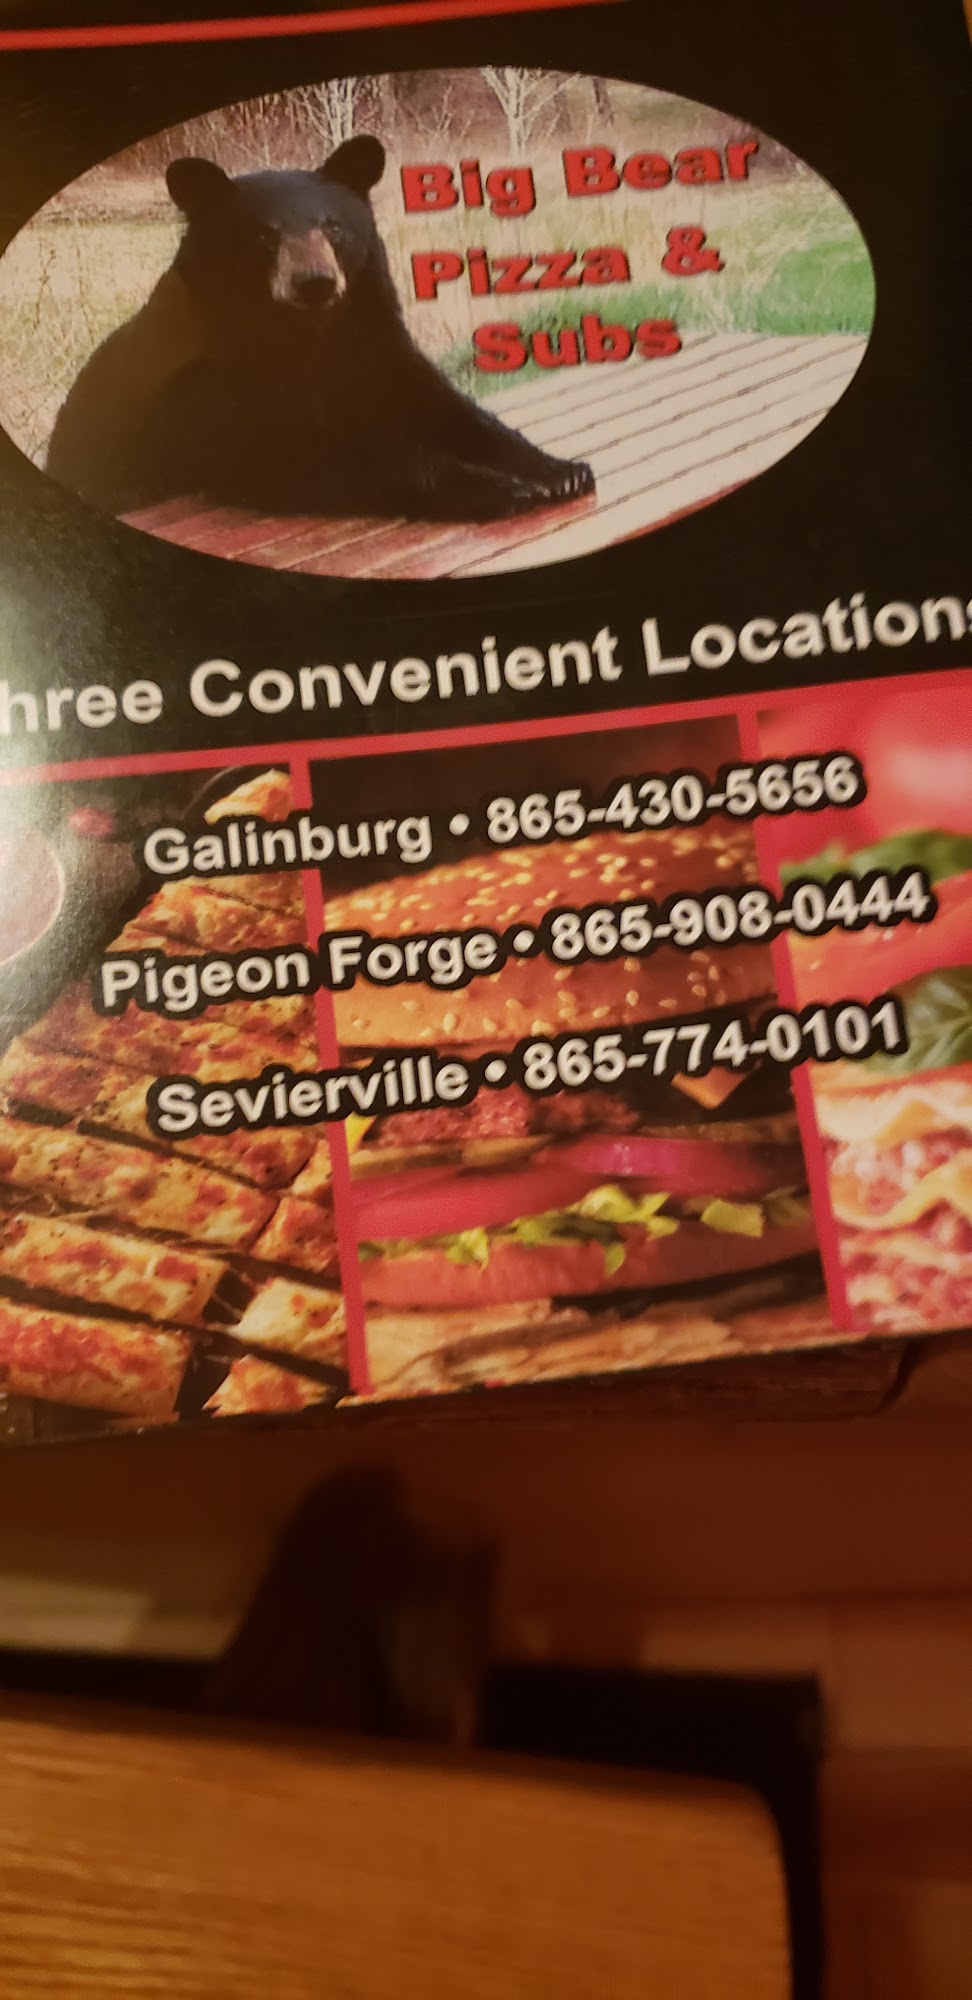 Big Bear
Pizza &
Subs
hree Convenient Locations
Galinburg • 865-430-5656
Pigeon Forge • 865-908-0444
Sevierville • 865-774-0101